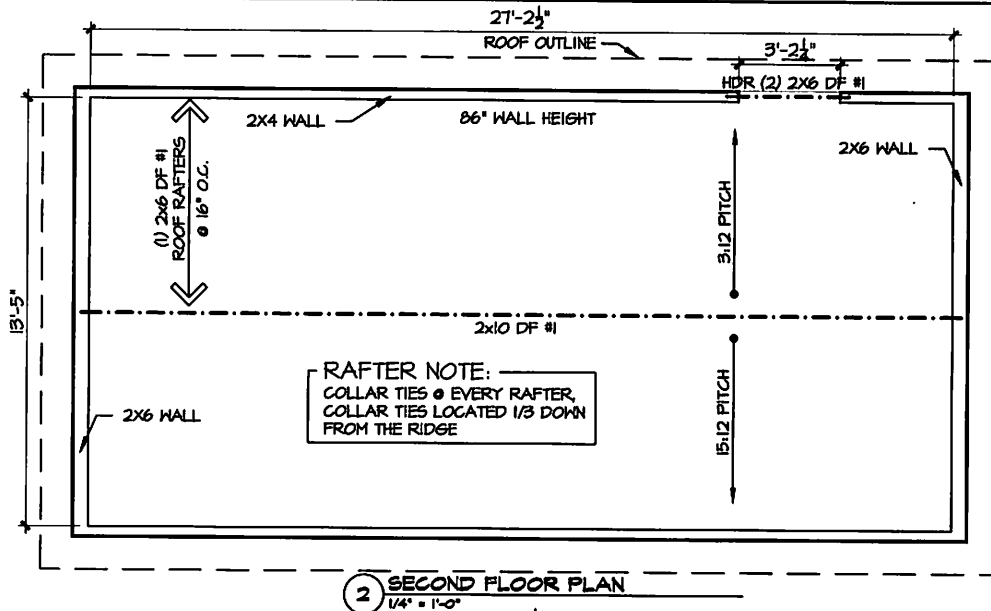 27'-2½"
ROOF OUTLINE
3'-2¼"
HDR (2) 2X6 DF #1
2X4 WALL
86" WALL HEIGHT
2X6 WALL
(1) 2x6 DF #1
ROOF RAFTERS
@ 16" O.C.
3:12 PITCH
13'-5"
2x10 DF #1
RAFTER NOTE:
COLLAR TIES @ EVERY RAFTER,
COLLAR TIES LOCATED 1/3 DOWN
FROM THE RIDGE
2X6 WALL
15:12 PITCH
2 SECOND FLOOR PLAN
1/4" = 1'-0"